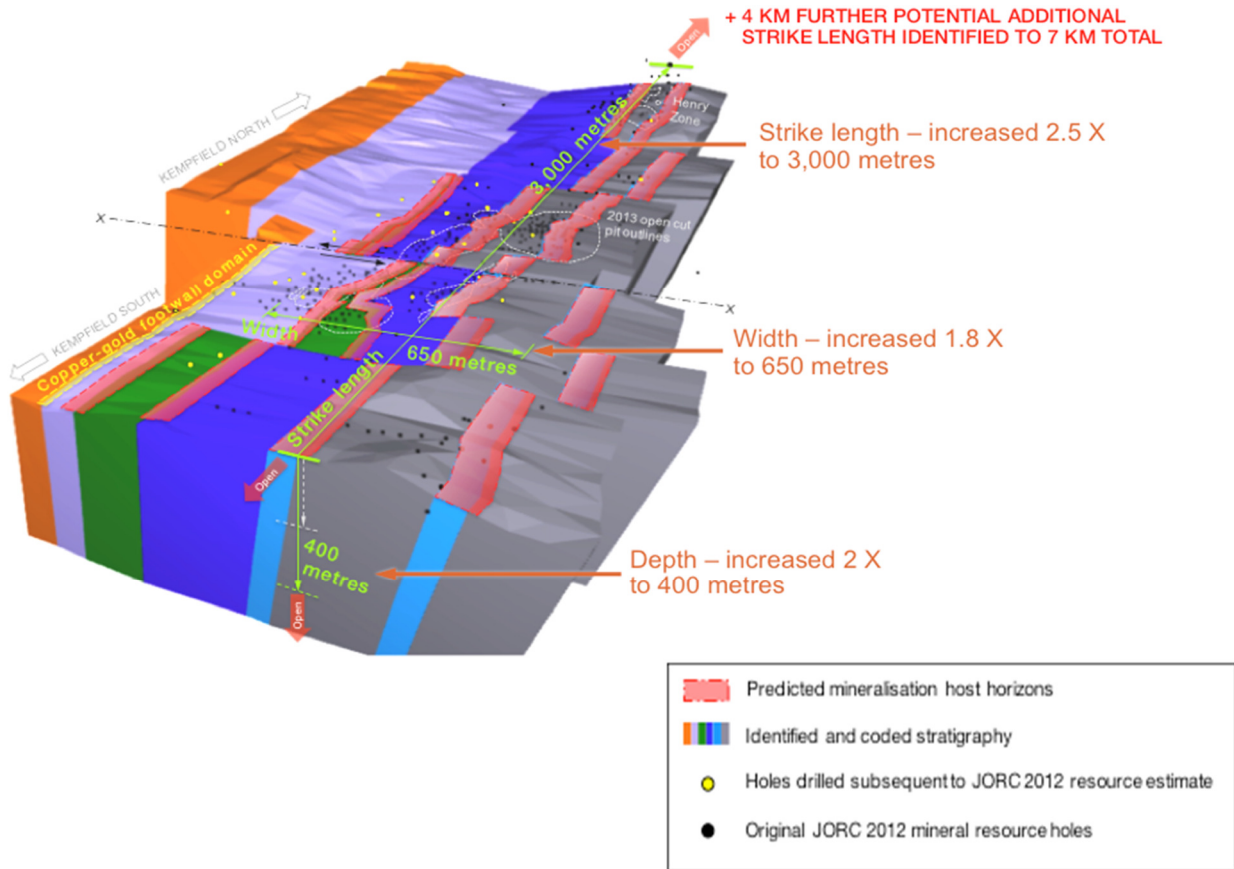 + 4 KM FURTHER POTENTIAL ADDITIONAL
STRIKE LENGTH IDENTIFIED TO 7 KM TOTAL
Open
Henry
Zone
3,000 metres
Strike length – increased 2.5 X
to 3,000 metres
KEMPFIELD NORTH
X
2013 open cut
pit outlines
X
KEMPFIELD SOUTH
Copper-gold footwall domain
Width
650 metres
Width – increased 1.8 X
to 650 metres
Strike length
Open
400
metres
Open
Depth – increased 2 X
to 400 metres
Predicted mineralisation host horizons
Identified and coded stratigraphy
Holes drilled subsequent to JORC 2012 resource estimate
Original JORC 2012 mineral resource holes